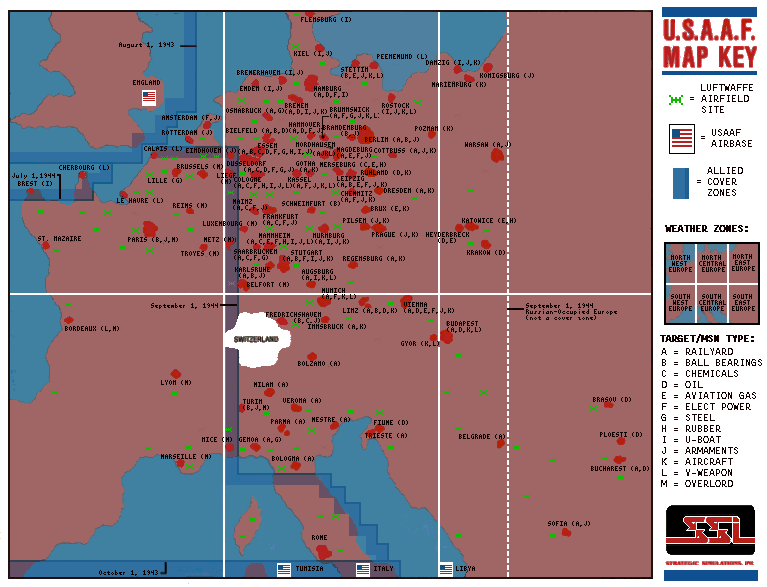 FLENSBURG (I)
August 1, 1943
KIEL (I,J)
PEENEMUND (L)
STETTIN
(B,E,J,K,L)
DANZIG (I,J,K)
KONIGSBURG (J)
MARIENBURG (K)
ENGLAND
BREMERHAVEN (I,J)
EMDEN (I,J)
HAMBURG
(A,D,F,I)
ROSTOCK
BREMEN
OSNABRUCK (A,G)
BRUNNSWICK
AMSTERDAM (F,J)
HANNOVER
BRANDENBURG
ROTTERDAM (J)
BERLIN (A,B,J)
POZNAN (K)
CALAIS (L)
EINDHOVEN (J)
ESSEN
NORDHAUSEN
MAGDEBURG
(A,E,F,J)
COTTBUSS (A,J,K)
WARSAW (A,J)
CHERBOURG (L)
July 1,1944
BREST (I)
BRUSSELS (M)
LILLE (G)
LIEGE
DUSSELDORF
COLOGNE
GOTHA
KASSEL
MERSEBURG (C,E,H)
LEIPZIG
(A,B,E,F,J,K)
RUHLAND (D,K)
DRESDEN (A,K)
CHEMNITZ
(A,F,J,K)
LE HAVRE (L)
REIMS (M)
MAINZ
(A,C,F,J)
SCHWEINFURT (B)
BRUX (E,K)
FRANKFURT
(A,C,F,J)
PILSEN (J,K)
KATOWICE (E,H)
ST. NAZAIRE
PARIS (B,J,M)
LUXEMBOURG (M)
METZ (M)
TROYES (M)
MANNHEIM
NURMBURG
PRAGUE (J,K)
HEYDERBRECK
(D,E)
KRAKOW (D)
SAARBRUCKEN
(A,C,F,G)
STUTGART
(A,B,F,I,J,K)
KARLSRUHE
(A,B,J)
REGENSBURG (A,K)
AUGSBURG
(A,I,K,L)
BELFORT (M)
MUNICH
(A,F,K,L)
September 1, 1944
FREDRICHSHAVEN
(B,C,J)
LINZ (A,B,D,K)
VIENNA
(A,D,E,F,J,K)
September 1, 1944
Russian-Occupied Europe
(not a cover zone)
BORDEAUX (L,M)
INNSBRUCK (A,K)
BUDAPEST
(A,D,K)
SWITZERLAND
GYOR (K,L)
BOLZANO (A)
LYON (M)
MILAN (A)
TURIN
(B,J,M)
VEROMA (A)
BRASOV (D)
PARMA (A)
MESTRE (A)
FIUME (D)
TRIESTE (A)
NICE (M)
GENOA (A,G)
BELGRADE (A)
PLOESTI (D)
MARSEILLE (M)
BOLOGMA (A)
BUCHAREST (A,D)
ROME
SOFIA (A,J)
October 1, 1943
TUNISIA
ITALY
LIBYA
U.S.A.A.F.
MAP KEY
= LUFTWAFFE
AIRFIELD
SITE
= USAAF
AIRBASE
= ALLIED
COVER
ZONES
WEATHER ZONES:
NORTH WEST EUROPE
NORTH CENTRAL EUROPE
NORTH EAST EUROPE
SOUTH WEST EUROPE
SOUTH CENTRAL EUROPE
SOUTH EAST EUROPE
TARGET/MSN TYPE:
A = RAILYARD
B = BALL BEARINGS
C = CHEMICALS
D = OIL
E = AVIATION GAS
F = ELECT POWER
G = STEEL
H = RUBBER
I = U-BOAT
J = ARMAMENTS
K = AIRCRAFT
L = V-WEAPON
M = OVERLORD
SSI
STRATEGIC SIMULATIONS, INC